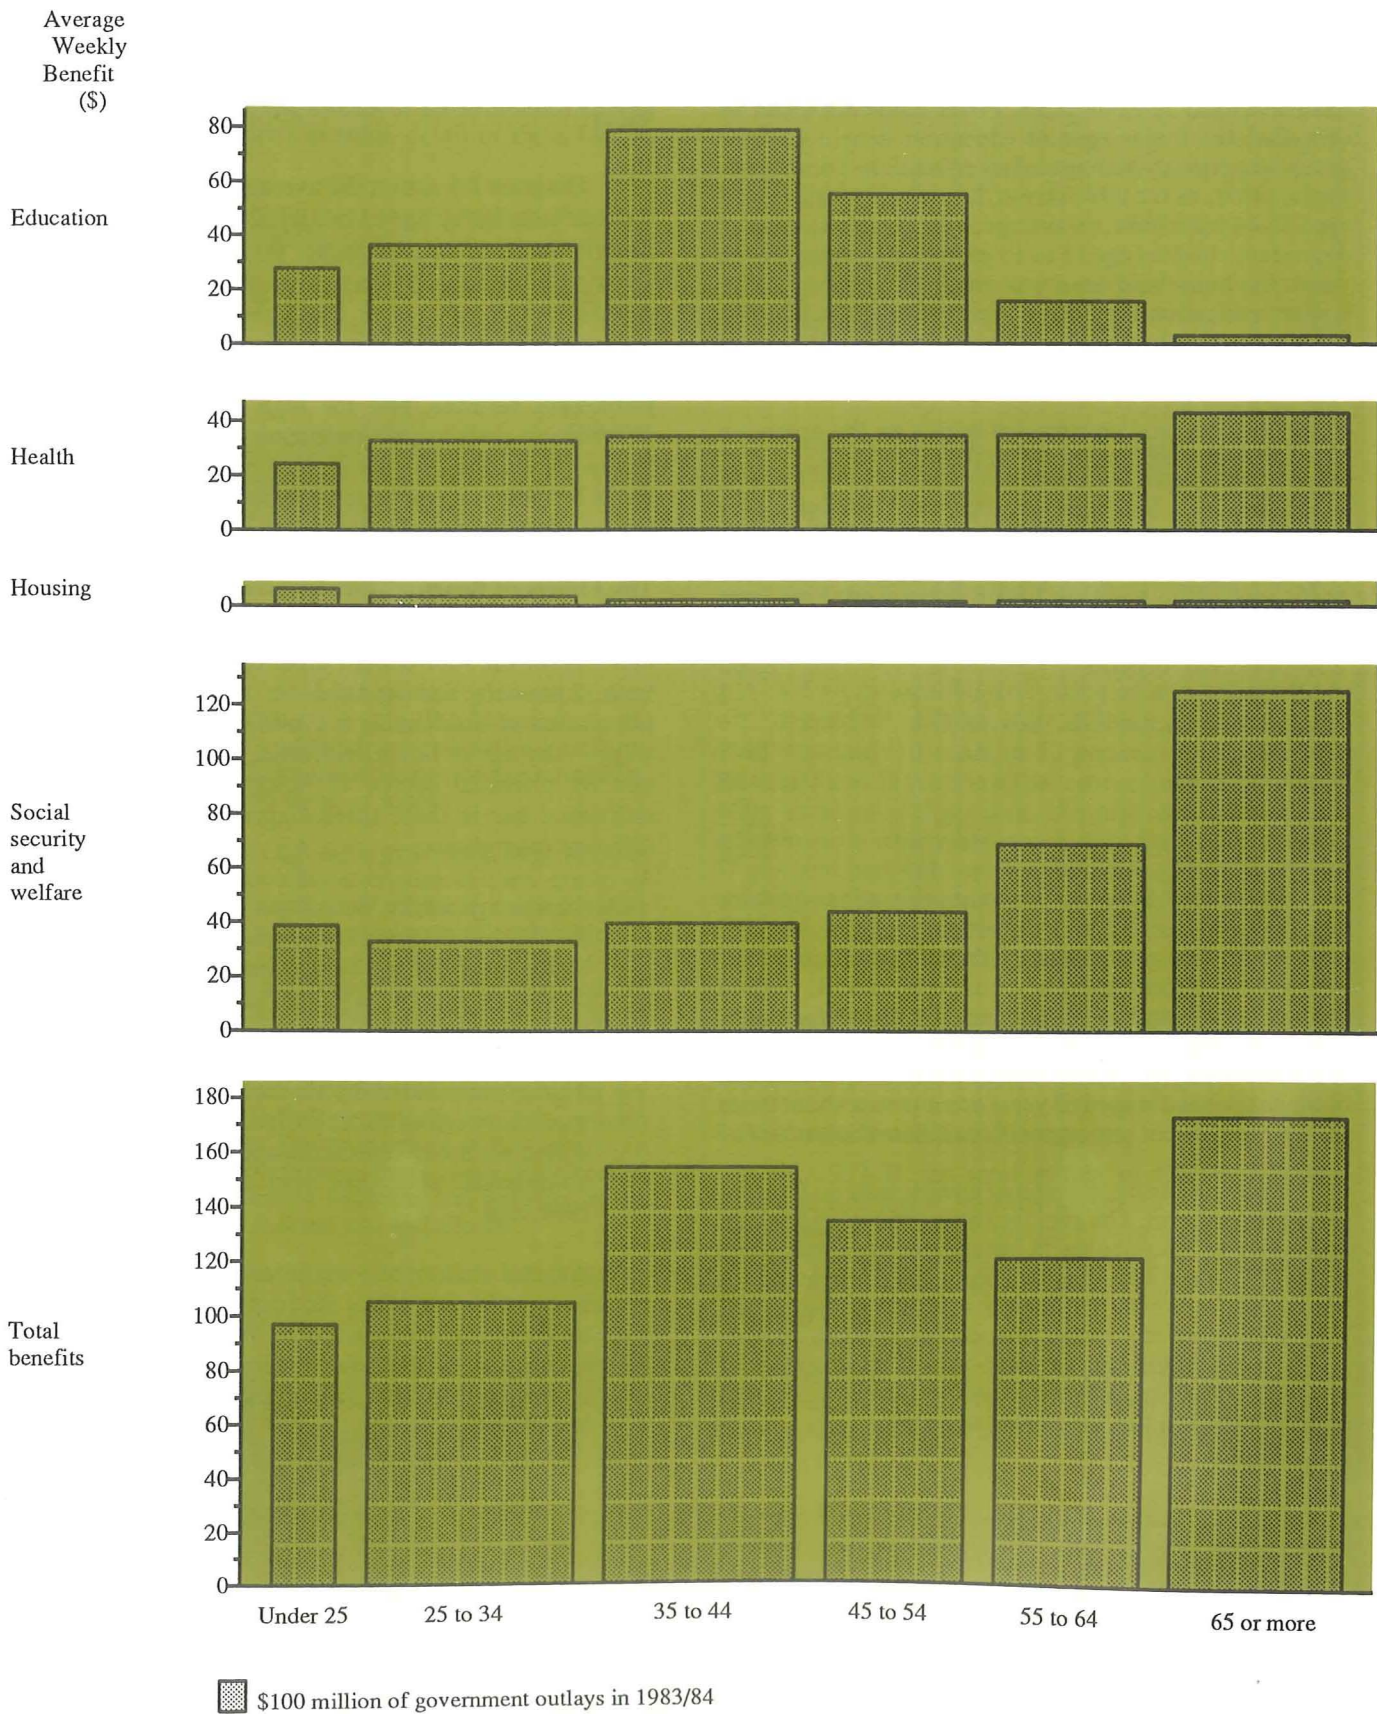 Average
Weekly
Benefit
($)
80
60
Education
40
20
0
40
Health
20
0
Housing
0
120
100
Social
80
security
and
60
welfare
40
20
0
180
160
140
120
100
Total
benefits
80
60
40
20
0
Under 25 25 to 34 35 to 44 45 to 54 55 to 64 65 or more
$100 million of government outlays in 1983/84